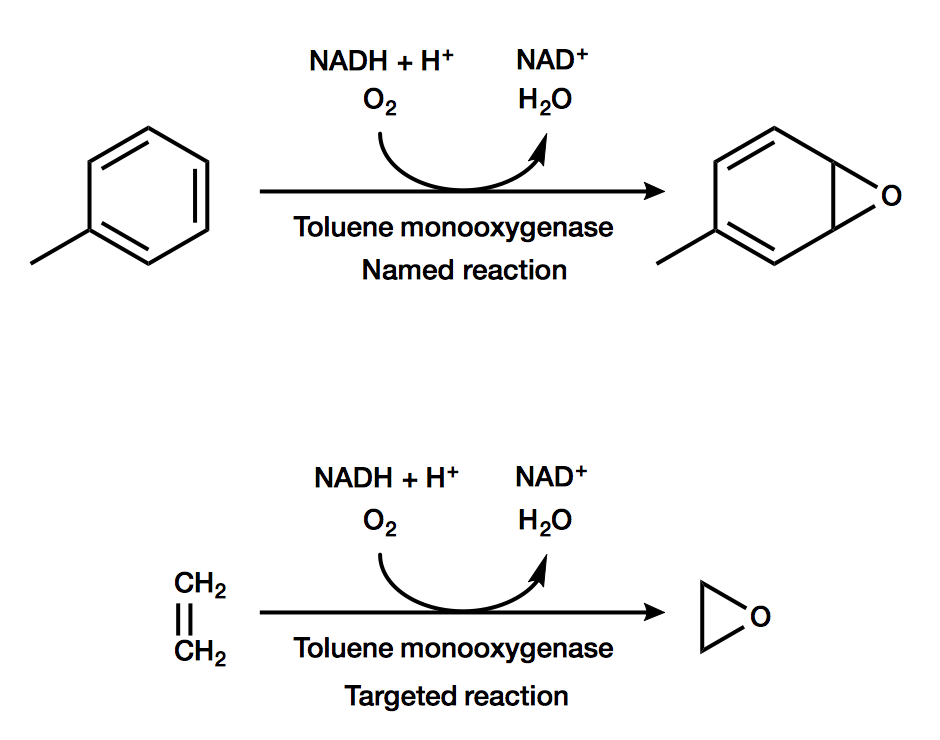 NADH + H⁺ NAD⁺
O₂ H₂O
O
Toluene monooxygenase
Named reaction
NADH + H⁺ NAD⁺
O₂ H₂O
CH₂
CH₂
O
Toluene monooxygenase
Targeted reaction